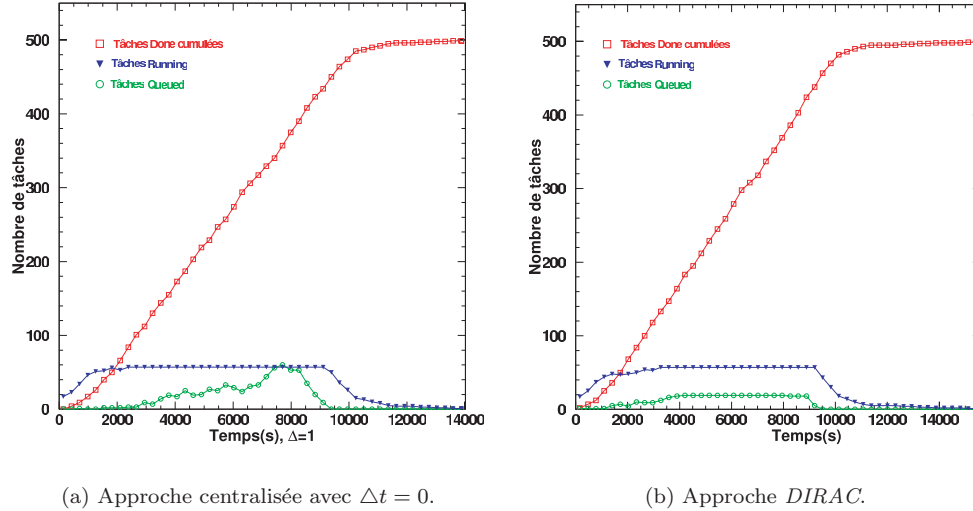 500
400
300
200
100
0
Nombre de tâches
Tâches Done cumullées
Tâches Running
Tâches Queued
0 2000 4000 6000 8000 10000 12000 14000
Temps(s), Δ=1
(a) Approche centralisée avec △t = 0.
500
400
300
200
100
0
Nombre de tâches
Tâches Done cumulées
Tâches Running
Tâches Queued
0 2000 4000 6000 8000 10000 12000 14000
Temps(s)
(b) Approche DIRAC.